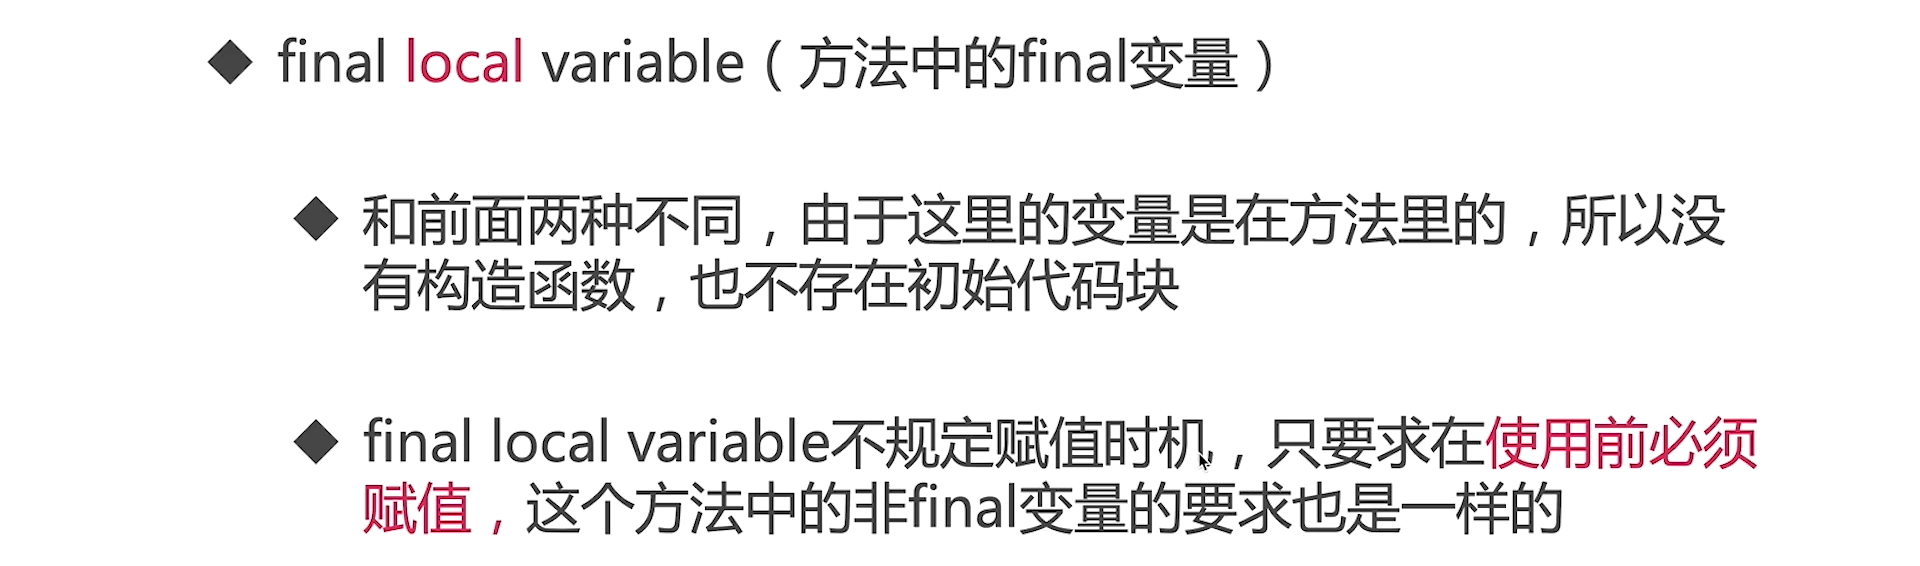 ◆ final local variable（方法中的final变量）
◆ 和前面两种不同，由于这里的变量是在方法里的，所以没
有构造函数，也不存在初始代码块
◆ final local variable不规定赋值时机，只要求在使用前必须
赋值，这个方法中的非final变量的要求也是一样的